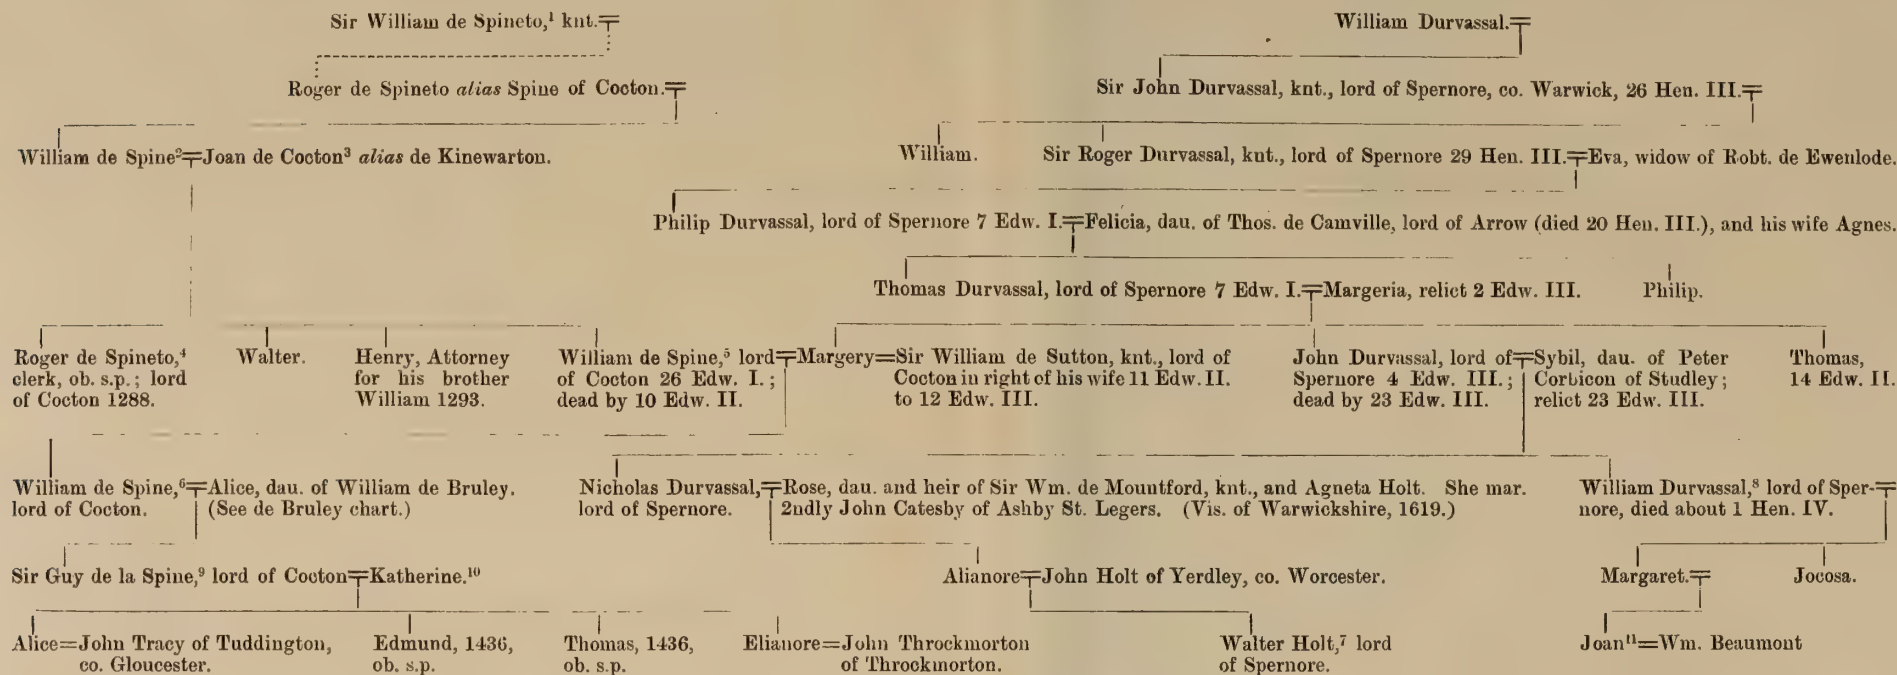 Sir William de Spineto,¹ knt.
William Durvassal.
Roger de Spineto alias Spine of Cocton.
Sir John Durvassal, knt., lord of Spernore, co. Warwick, 26 Hen. III.
William de Spine²=Joan de Cocton³ alias de Kinewarton.
William.
Sir Roger Durvassal, knt., lord of Spernore 29 Hen. III.=Eva, widow of Robt. de Ewenlode.
Philip Durvassal, lord of Spernore 7 Edw. I.=Felicia, dau. of Thos. de Camville, lord of Arrow (died 20 Hen. III.), and his wife Agnes.
Thomas Durvassal, lord of Spernore 7 Edw. I.=Margeria, relict 2 Edw. III.
Philip.
Roger de Spineto,⁴
clerk, ob. s.p.; lord
of Cocton 1288.
Walter.
Henry, Attorney
for his brother
William 1293.
William de Spine,⁵ lord
of Cocton 26 Edw. I.;
dead by 10 Edw. II.
=Margery=
Sir William de Sutton, knt., lord of
Cocton in right of his wife 11 Edw. II.
to 12 Edw. III.
John Durvassal, lord of
Spernore 4 Edw. III.;
dead by 23 Edw. III.
=Sybil, dau. of Peter
Corbicon of Studley;
relict 23 Edw. III.
Thomas,
14 Edw. II.
William de Spine,⁶
lord of Cocton.
=Alice, dau. of William de Bruley.
(See de Bruley chart.)
Nicholas Durvassal,
lord of Spernore.
=Rose, dau. and heir of Sir Wm. de Mountford, knt., and Agneta Holt. She mar.
2ndly John Catesby of Ashby St. Legers. (Vis. of Warwickshire, 1619.)
William Durvassal,⁸ lord of Sper-
nore, died about 1 Hen. IV.
Sir Guy de la Spine,⁹ lord of Cocton=Katherine.¹⁰
Alianore=John Holt of Yerdley, co. Worcester.
Margaret.
Jocosa.
Alice=John Tracy of Tuddington,
co. Gloucester.
Edmund, 1436,
ob. s.p.
Thomas, 1436,
ob. s.p.
Elianore=John Throckmorton
of Throckmorton.
Walter Holt,⁷ lord
of Spernore.
Joan¹¹=Wm. Beaumont